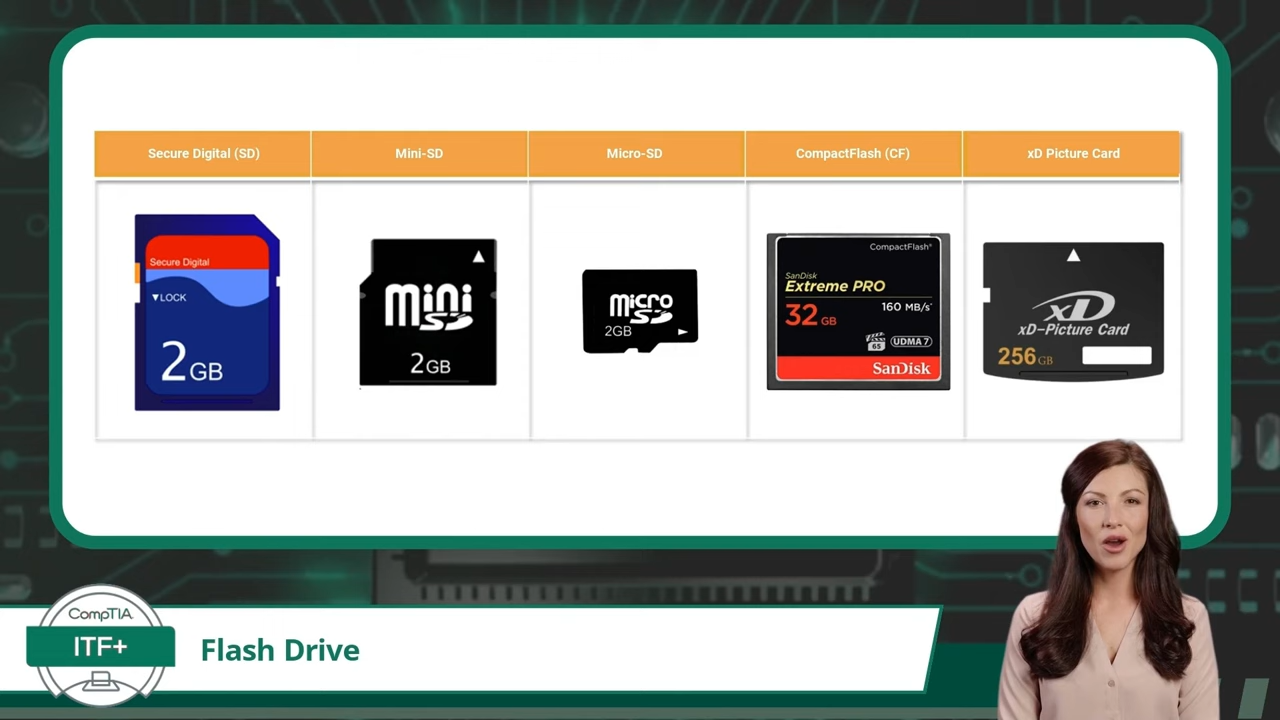 Secure Digital (SD)
Mini-SD
Micro-SD
CompactFlash (CF)
xD Picture Card
Secure Digital
▼LOCK
2GB
mini
SD
2GB
micro
SD
2GB
CompactFlash®
SanDisk
Extreme PRO
32 GB
160 MB/s
65
UDMA 7
SanDisk
xD
xD-Picture Card
256GB
CompTIA.
ITF+
Flash Drive